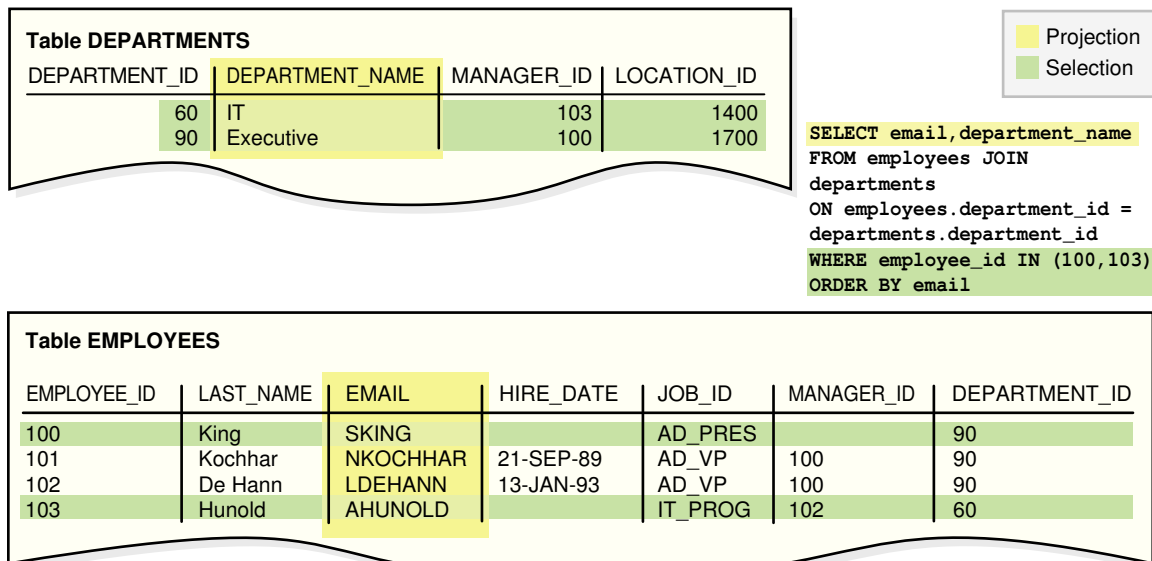 Table DEPARTMENTS
DEPARTMENT_ID DEPARTMENT_NAME MANAGER_ID LOCATION_ID
60 IT 103 1400
90 Executive 100 1700
Projection
Selection
SELECT email,department_name
FROM employees JOIN
departments
ON employees.department_id =
departments.department_id
WHERE employee_id IN (100,103)
ORDER BY email
Table EMPLOYEES
EMPLOYEE_ID LAST_NAME EMAIL HIRE_DATE JOB_ID MANAGER_ID DEPARTMENT_ID
100 King SKING AD_PRES 90
101 Kochhar NKOCHHAR 21-SEP-89 AD_VP 100 90
102 De Hann LDEHANN 13-JAN-93 AD_VP 100 90
103 Hunold AHUNOLD IT_PROG 102 60